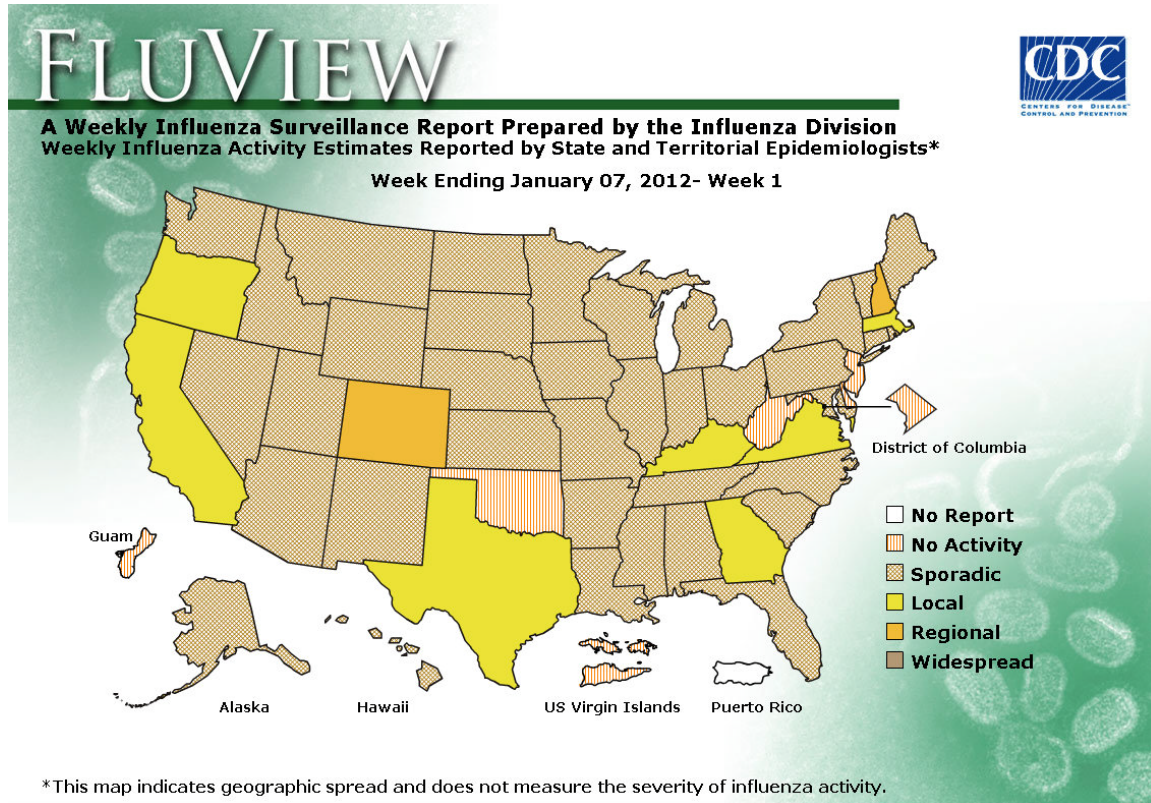 FLUVIEW
CDC
CENTERS FOR DISEASE™
CONTROL AND PREVENTION
A Weekly Influenza Surveillance Report Prepared by the Influenza Division
Weekly Influenza Activity Estimates Reported by State and Territorial Epidemiologists*
Week Ending January 07, 2012- Week 1
District of Columbia
No Report
No Activity
Sporadic
Local
Regional
Widespread
Guam
Alaska
Hawaii
US Virgin Islands
Puerto Rico
*This map indicates geographic spread and does not measure the severity of influenza activity.